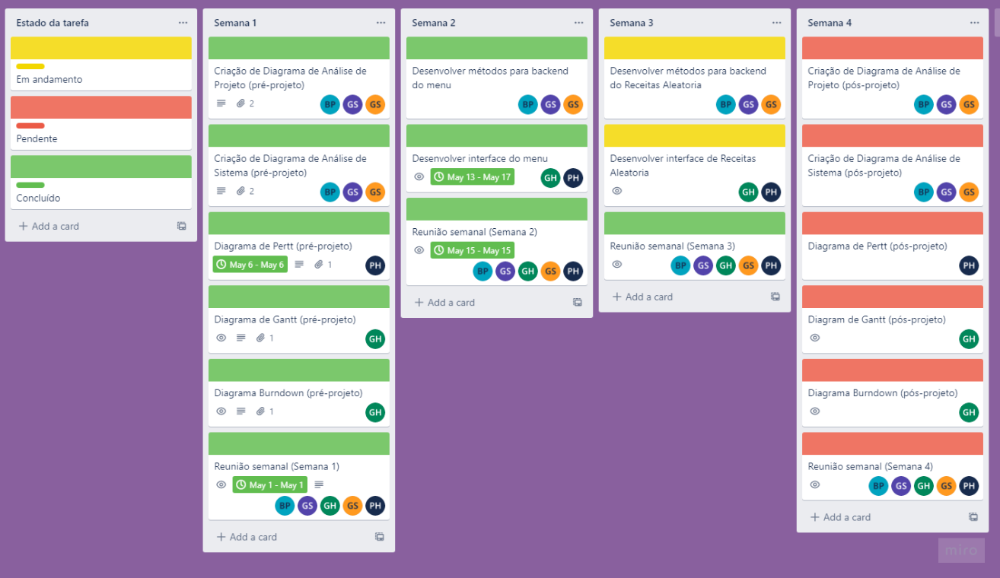 Estado da tarefa
Em andamento
Pendente
Concluído
+ Add a card
Semana 1
Criação de Diagrama de Análise de
Projeto (pré-projeto)
2
BP GS GS
Criação de Diagrama de Análise de
Sistema (pré-projeto)
2
BP GS GS
Diagrama de Pertt (pré-projeto)
May 6 - May 6
1
PH
Diagrama de Gantt (pré-projeto)
1
GH
Diagrama Burndown (pré-projeto)
1
GH
Reunião semanal (Semana 1)
May 1 - May 1
BP GS GH GS PH
+ Add a card
Semana 2
Desenvolver métodos para backend
do menu
BP GS GS
Desenvolver interface do menu
May 13 - May 17
GH PH
Reunião semanal (Semana 2)
May 15 - May 15
BP GS GH GS PH
+ Add a card
Semana 3
Desenvolver métodos para backend
do Receitas Aleatoria
BP GS GS
Desenvolver interface de Receitas
Aleatoria
GH PH
Reunião semanal (Semana 3)
BP GS GH GS PH
+ Add a card
Semana 4
Criação de Diagrama de Análise de
Projeto (pós-projeto)
BP GS GS
Criação de Diagrama de Análise de
Sistema (pós-projeto)
BP GS GS
Diagrama de Pertt (pós-projeto)
PH
Diagram de Gantt (pós-projeto)
GH
Diagrama Burndown (pós-projeto)
GH
Reunião semanal (Semana 4)
BP GS GH GS PH
+ Add a card
miro